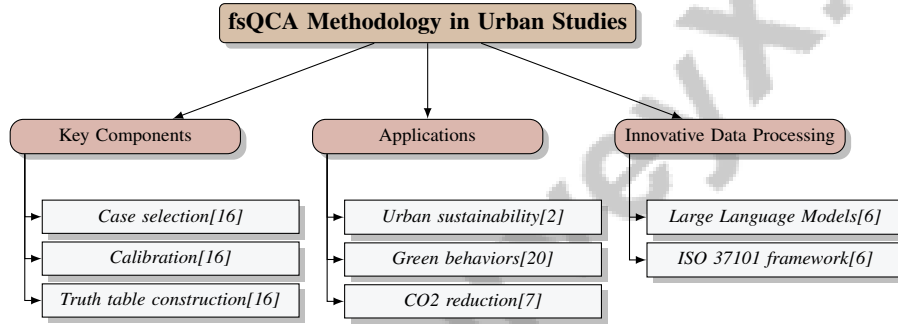 fsQCA Methodology in Urban Studies
Key Components
Applications
Innovative Data Processing
Case selection[16]
Urban sustainability[2]
Large Language Models[6]
Calibration[16]
Green behaviors[20]
ISO 37101 framework[6]
Truth table construction[16]
CO2 reduction[7]